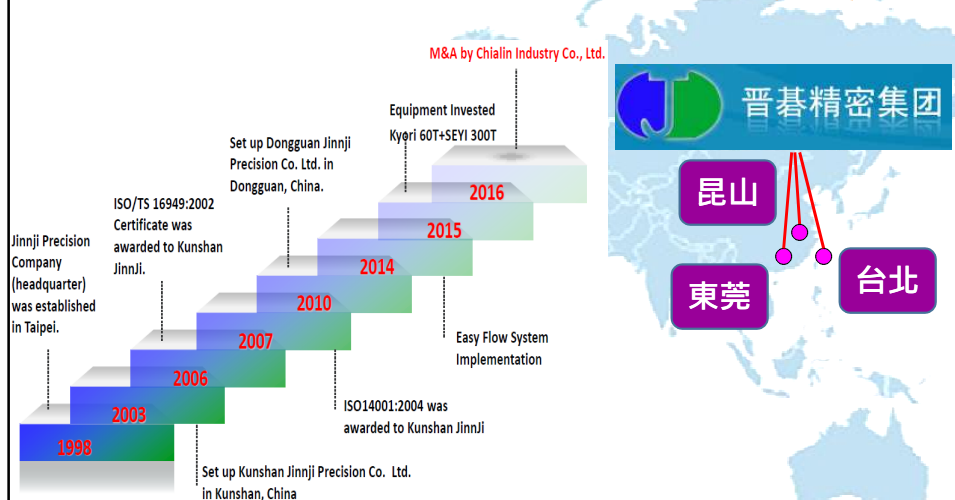 M&A by Chialin Industry Co., Ltd.
晋碁精密集团
Equipment Invested
Kyori 60T+SEYI 300T
Set up Dongguan Jinnji
Precision Co. Ltd. in
Dongguan, China.
ISO/TS 16949:2002
Certificate was
awarded to Kunshan
JinnJi.
Jinnji Precision
Company
(headquarter)
was established
in Taipei.
2016
2015
2014
2010
2007
2006
2003
1998
Easy Flow System
Implementation
ISO14001:2004 was
awarded to Kunshan JinnJi
Set up Kunshan Jinnji Precision Co. Ltd.
in Kunshan, China
昆山
東莞
台北